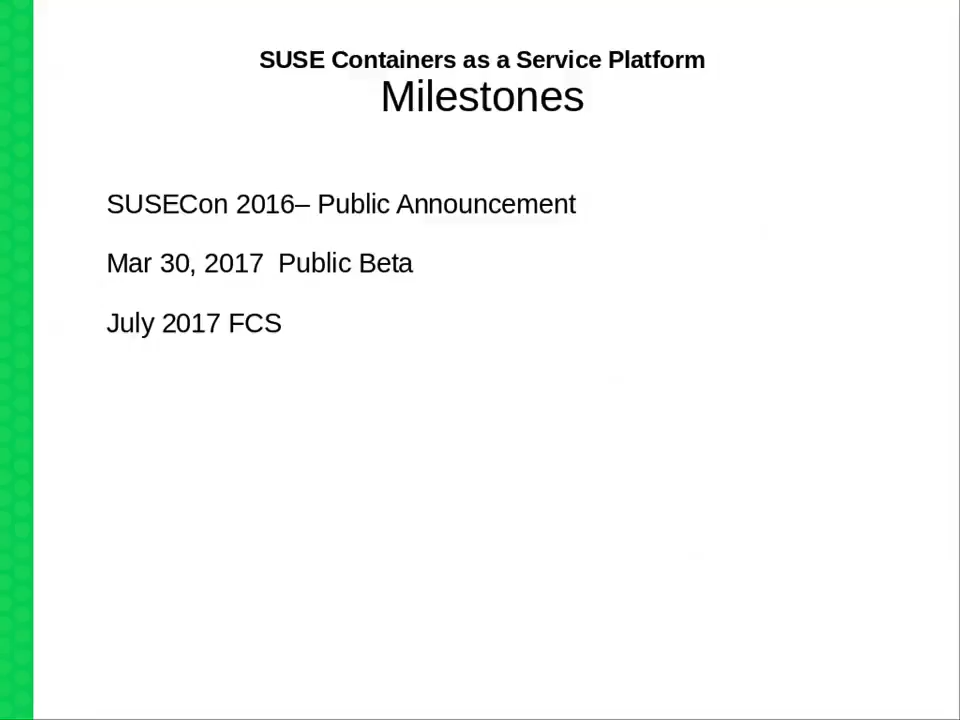 SUSE Containers as a Service Platform
Milestones
SUSECon 2016– Public Announcement
Mar 30, 2017  Public Beta
July 2017 FCS